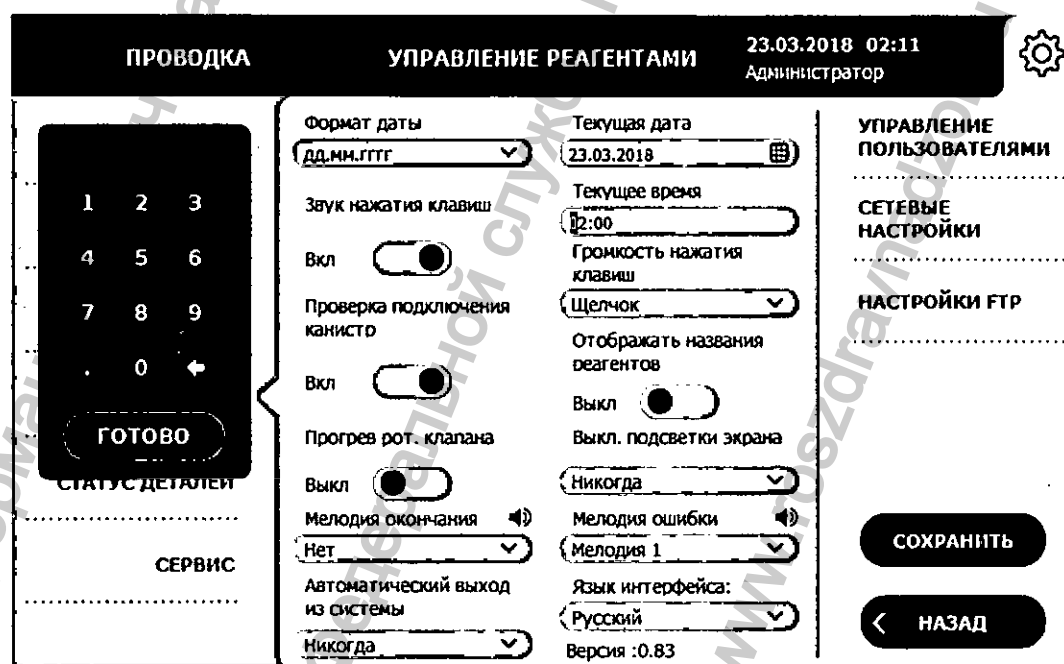 ПРОВОДКА
УПРАВЛЕНИЕ РЕАГЕНТАМИ
23.03.2018 02:11
Администратор
1 2 3
4 5 6
7 8 9
. 0
ГОТОВО
СТАТУС ДЕТАЛЕЙ
СЕРВИС
Формат даты
дд.мм.гггг
Звук нажатия клавиш
Вкл
Проверка подключения
канистр
Вкл
Прогрев рот. клапана
Выкл
Мелодия окончания
Нет
Автоматический выход
из системы
Никогда
Текущая дата
23.03.2018
Текущее время
02:00
Громкость нажатия
клавиш
Щелчок
Отображать названия
реагентов
Выкл
Выкл. подсветки экрана
Никогда
Мелодия ошибки
Мелодия 1
Язык интерфейса:
Русский
Версия :0.83
УПРАВЛЕНИЕ
ПОЛЬЗОВАТЕЛЯМИ
СЕТЕВЫЕ
НАСТРОЙКИ
НАСТРОЙКИ FTP
СОХРАНИТЬ
НАЗАД
www.roszdravnadzor